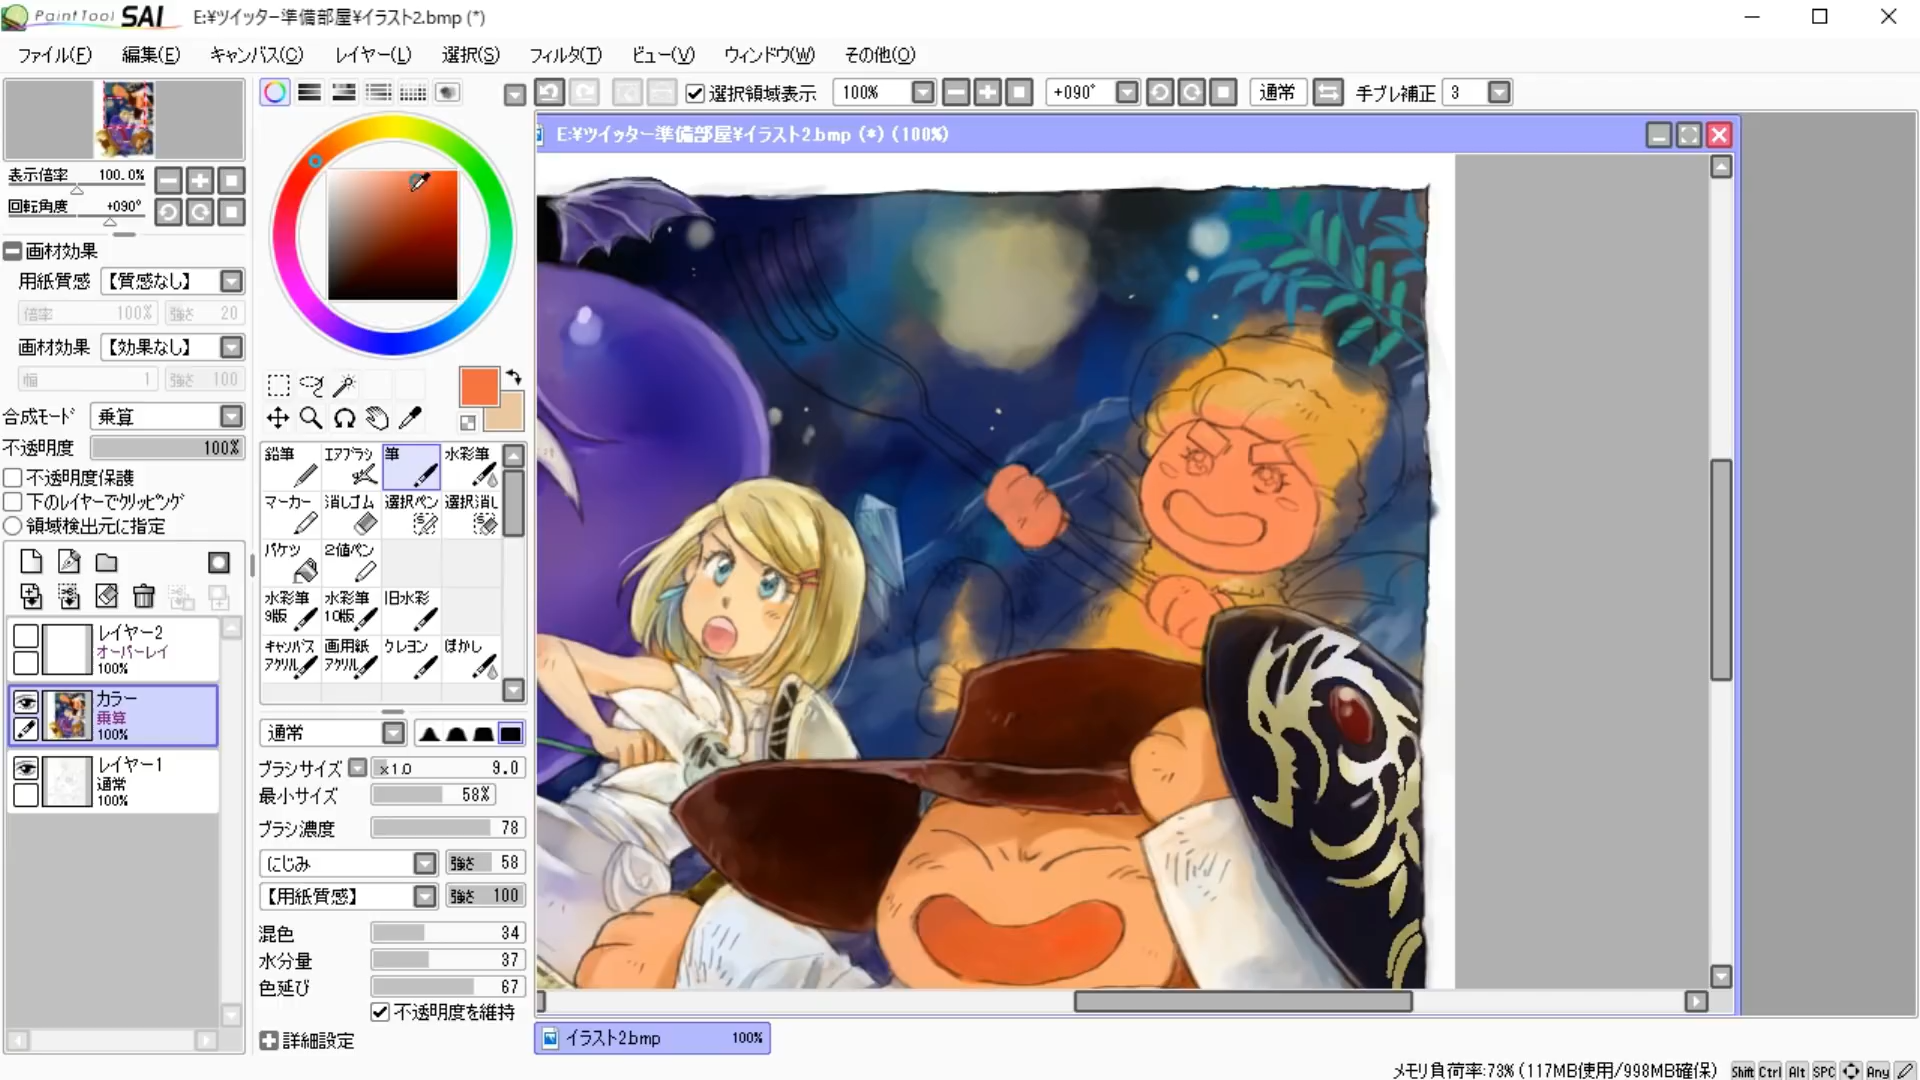 PaintTool SAI E:¥ツイッター準備部屋¥イラスト2.bmp (*)
ファイル(F) 編集(E) キャンバス(C) レイヤー(L) 選択(S) フィルタ(T) ビュー(V) ウィンドウ(W) その他(O)
選択領域表示 100% +090° 通常 手ブレ補正 3
E:¥ツイッター準備部屋¥イラスト2.bmp (*) (100%)
表示倍率 100.0%
回転角度 +090°
画材効果
用紙質感 【質感なし】
倍率 100% 強さ 20
画材効果 【効果なし】
幅 1 強さ 100
合成モード 乗算
不透明度 100%
不透明度保護
下のレイヤーでクリッピング
領域検出元に指定
レイヤー2
オーバーレイ
100%
カラー
乗算
100%
レイヤー1
通常
100%
鉛筆 エアブラシ 筆 水彩筆
マーカー 消しゴム 選択ペン 選択消し
バケツ 2値ペン
水彩筆 9版 水彩筆 10版 旧水彩
キャンバス アクリル 画用紙 アクリル クレヨン ぼかし
通常
ブラシサイズ x1.0 9.0
最小サイズ 58%
ブラシ濃度 78
にじみ 強さ 58
【用紙質感】 強さ 100
混色 34
水分量 37
色延び 67
不透明度を維持
詳細設定
イラスト2.bmp 100%
メモリ負荷率:73% (117MB使用/998MB確保) Shift Ctrl Alt SPC Any